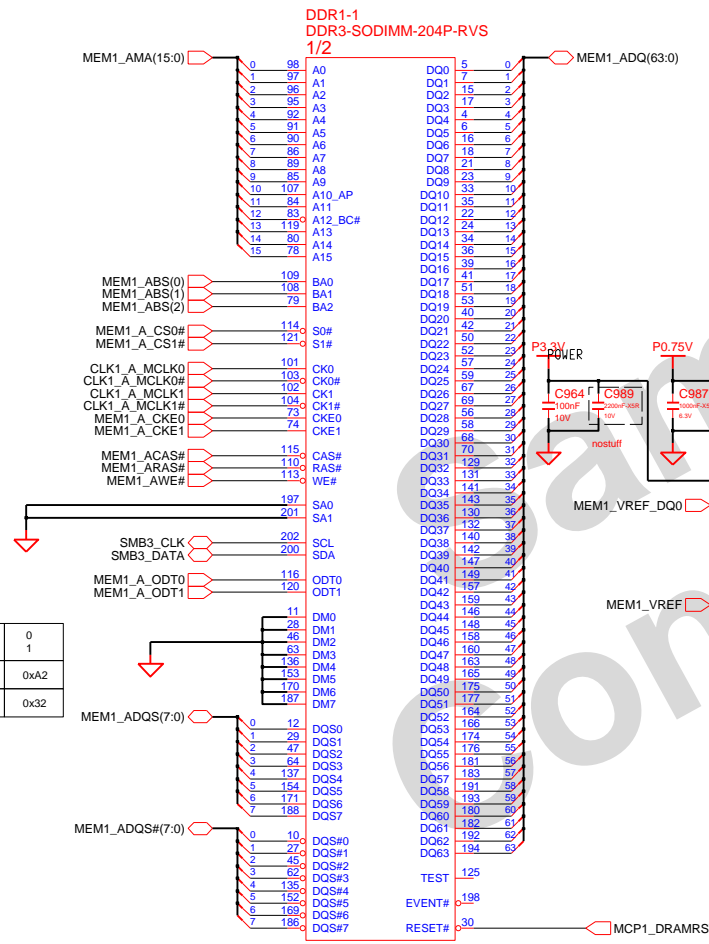 DDR1-1
DDR3-SODIMM-204P-RVS
1/2
MEM1_AMA(15:0)
0 98 A0
1 97 A1
2 96 A2
3 95 A3
4 92 A4
5 91 A5
6 90 A6
7 86 A7
8 89 A8
9 85 A9
10 107 A10_AP
11 84 A11
12 83 A12_BC#
13 119 A13
14 80 A14
15 78 A15
MEM1_ABS(0) 109 BA0
MEM1_ABS(1) 108 BA1
MEM1_ABS(2) 79 BA2
MEM1_A_CS0# 114 S0#
MEM1_A_CS1# 121 S1#
CLK1_A_MCLK0 101 CK0
CLK1_A_MCLK0# 103 CK0#
CLK1_A_MCLK1 102 CK1
CLK1_A_MCLK1# 104 CK1#
MEM1_A_CKE0 73 CKE0
MEM1_A_CKE1 74 CKE1
MEM1_ACAS# 115 CAS#
MEM1_ARAS# 110 RAS#
MEM1_AWE# 113 WE#
197 SA0
201 SA1
SMB3_CLK 202 SCL
SMB3_DATA 200 SDA
MEM1_A_ODT0 116 ODT0
MEM1_A_ODT1 120 ODT1
11 DM0
28 DM1
46 DM2
63 DM3
136 DM4
153 DM5
170 DM6
187 DM7
0
1
0xA2
0x32
MEM1_ADQS(7:0)
0 12 DQS0
1 29 DQS1
2 47 DQS2
3 64 DQS3
4 137 DQS4
5 154 DQS5
6 171 DQS6
7 188 DQS7
MEM1_ADQS#(7:0)
0 10 DQS#0
1 27 DQS#1
2 45 DQS#2
3 62 DQS#3
4 135 DQS#4
5 152 DQS#5
6 169 DQS#6
7 186 DQS#7
MEM1_ADQ(63:0)
DQ0 5 0
DQ1 7 1
DQ2 15 2
DQ3 17 3
DQ4 4 4
DQ5 6 5
DQ6 16 6
DQ7 18 7
DQ8 21 8
DQ9 23 9
DQ10 33 10
DQ11 35 11
DQ12 22 12
DQ13 24 13
DQ14 34 14
DQ15 36 15
DQ16 39 16
DQ17 41 17
DQ18 51 18
DQ19 53 19
DQ20 40 20
DQ21 42 21
DQ22 50 22
DQ23 52 23
DQ24 57 24
DQ25 59 25
DQ26 67 26
DQ27 69 27
DQ28 56 28
DQ29 58 29
DQ30 68 30
DQ31 70 31
DQ32 129 32
DQ33 131 33
DQ34 141 34
DQ35 143 35
DQ36 130 36
DQ37 132 37
DQ38 140 38
DQ39 142 39
DQ40 147 40
DQ41 149 41
DQ42 157 42
DQ43 159 43
DQ44 146 44
DQ45 148 45
DQ46 158 46
DQ47 160 47
DQ48 163 48
DQ49 165 49
DQ50 175 50
DQ51 177 51
DQ52 164 52
DQ53 166 53
DQ54 174 54
DQ55 176 55
DQ56 181 56
DQ57 183 57
DQ58 191 58
DQ59 193 59
DQ60 180 60
DQ61 182 61
DQ62 192 62
DQ63 194 63
TEST 125
EVENT# 198
RESET# 30
MCP1_DRAMRS
P3.3V
POWER
C964
100nF
10V
C989
2200nF-X5R
10V
nostuff
P0.75V
C987
1000nF-X5
6.3V
MEM1_VREF_DQ0
MEM1_VREF
Sam
Con